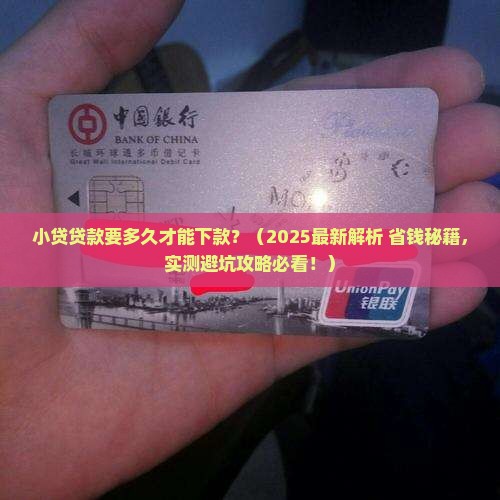 中国银行
BANK OF CHINA
长城环球通多币借记卡
Great Wall International Debit Card
小贷贷款要多久才能下款？（2025最新解析 省钱秘籍，
实测避坑攻略必看！）
UnionPay
银联